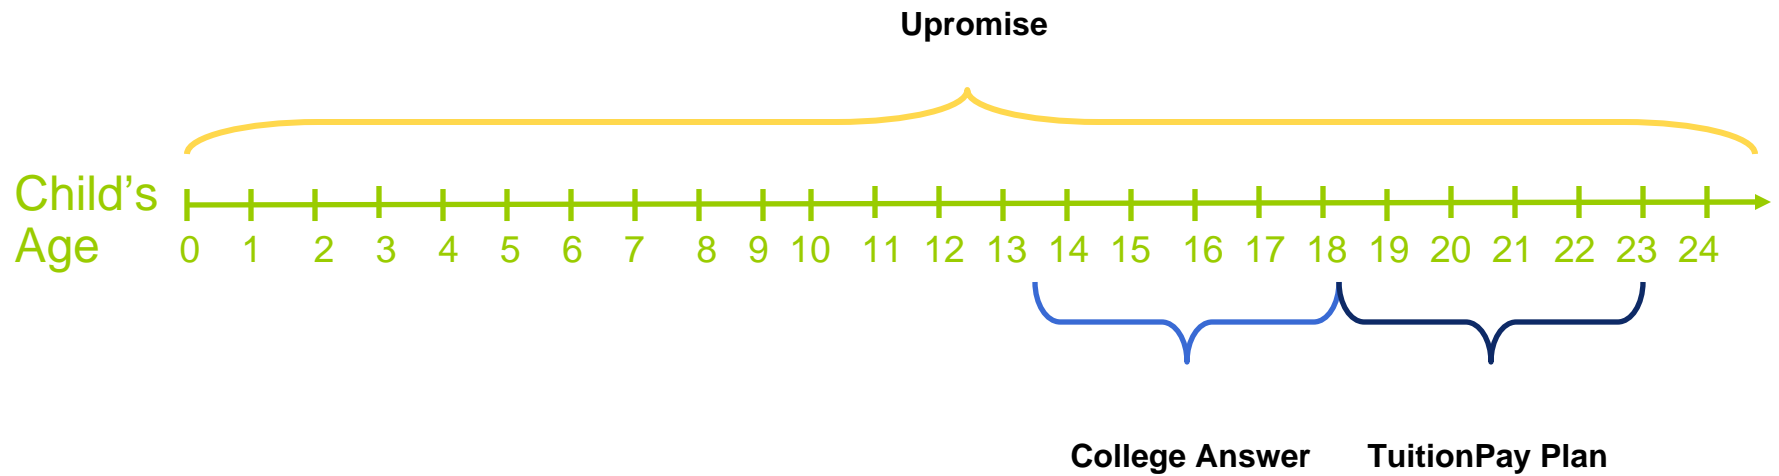 Upromise
Child’s
Age
0 1 2 3 4 5 6 7 8 9 10 11 12 13 14 15 16 17 18 19 20 21 22 23 24
College Answer TuitionPay Plan